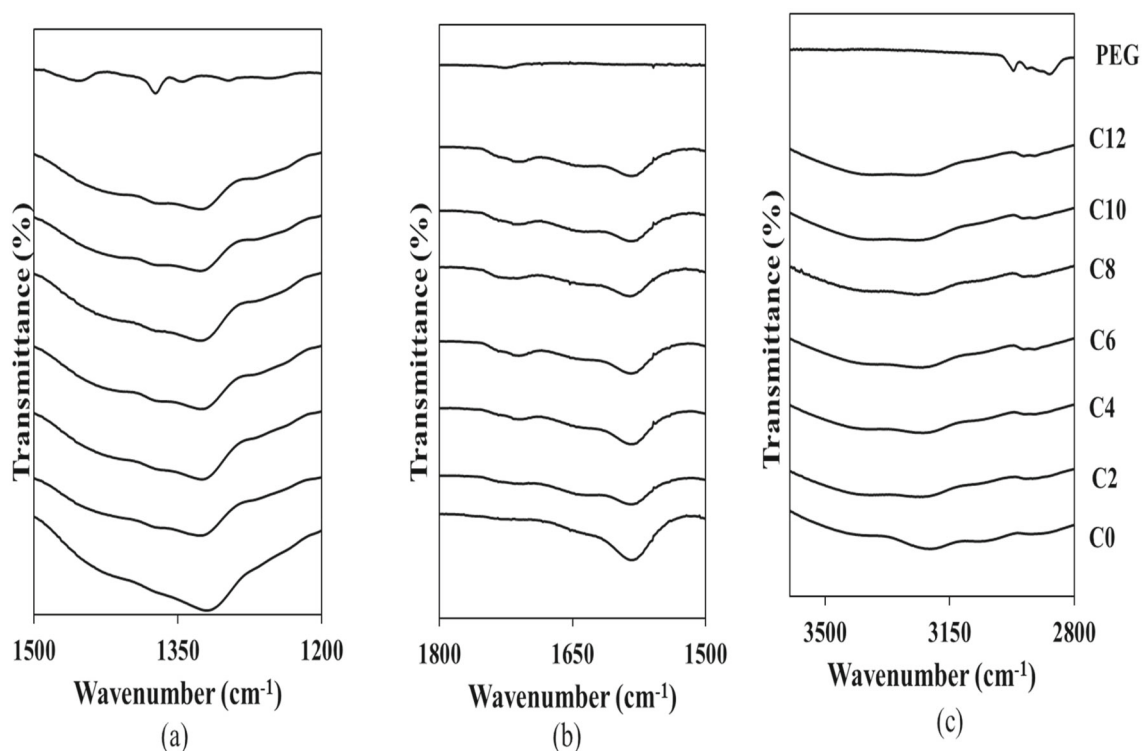 Transmittance (%)
1500
1350
1200
Wavenumber (cm-1)
(a)
Transmittance (%)
1800
1650
1500
Wavenumber (cm-1)
(b)
Transmittance (%)
3500
3150
2800
Wavenumber (cm-1)
(c)
PEG
C12
C10
C8
C6
C4
C2
C0